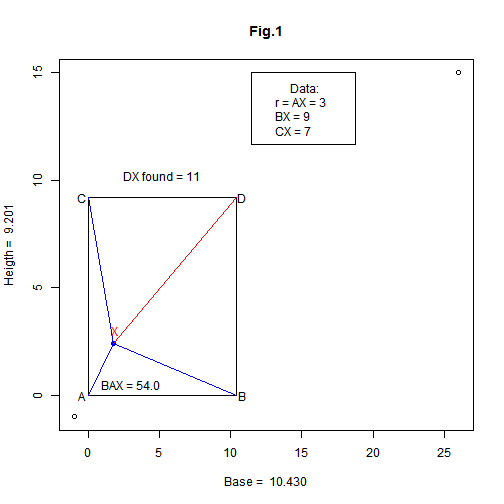 Fig.1
15
Data:
r = AX = 3
BX = 9
CX = 7
10
DX found = 11
C
D
Heigth = 9.201
5
X
BAX = 54.0
0
A
B
0
5
10
15
20
25
Base = 10.430